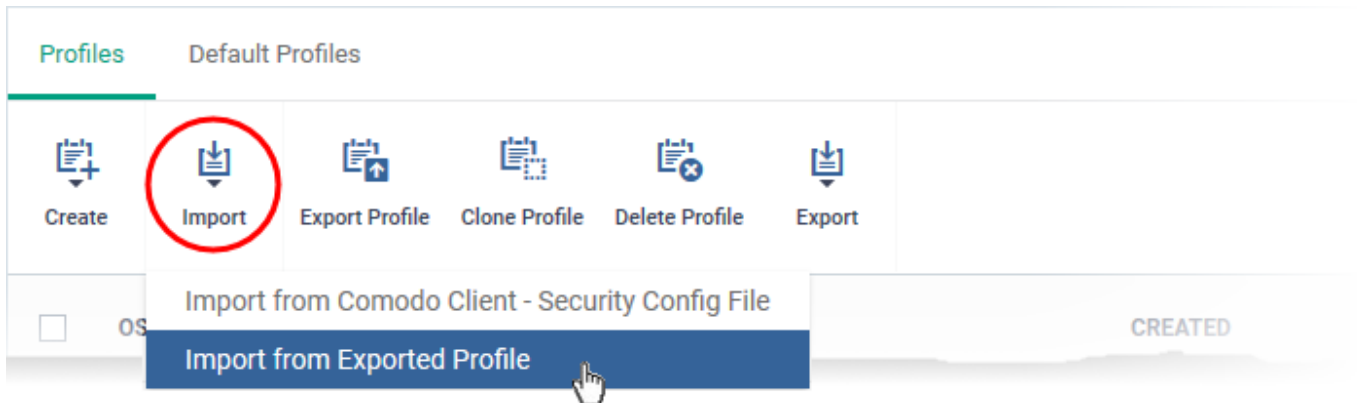 Profiles Default Profiles
Create Import Export Profile Clone Profile Delete Profile Export
Import from Comodo Client - Security Config File
OS CREATED
Import from Exported Profile